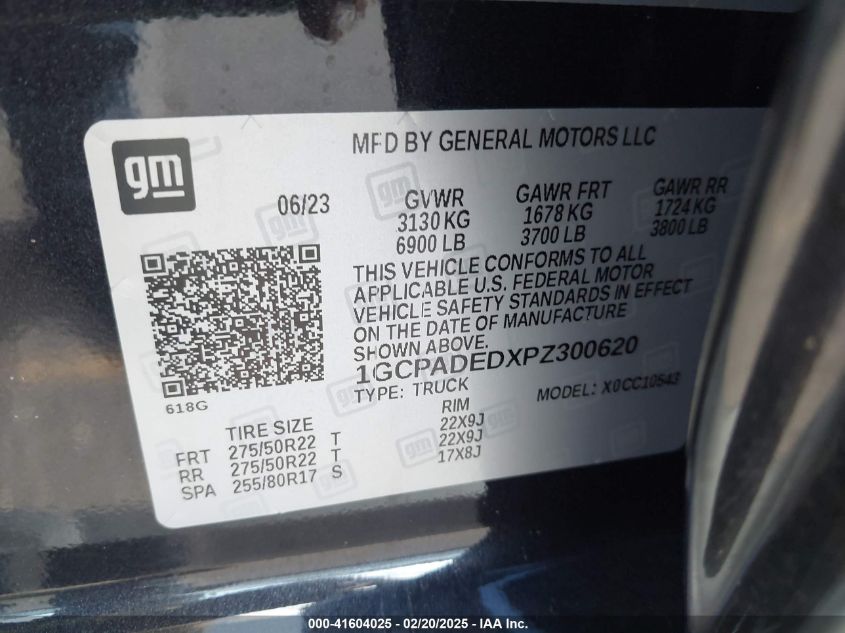 gm
MFD BY GENERAL MOTORS LLC
06/23
GVWR GAWR FRT GAWR RR
3130 KG 1678 KG 1724 KG
6900 LB 3700 LB 3800 LB
THIS VEHICLE CONFORMS TO ALL
APPLICABLE U.S. FEDERAL MOTOR
VEHICLE SAFETY STANDARDS IN EFFECT
ON THE DATE OF MANUFACTURE
SHOWN ABOVE.
1GCPADEDXPZ300620
TYPE: TRUCK MODEL: X0CC10543
618G
TIRE SIZE RIM
FRT 275/50R22 T 22X9J
RR 275/50R22 T 22X9J
SPA 255/80R17 S 17X8J
000-41604025 - 02/20/2025 - IAA Inc.